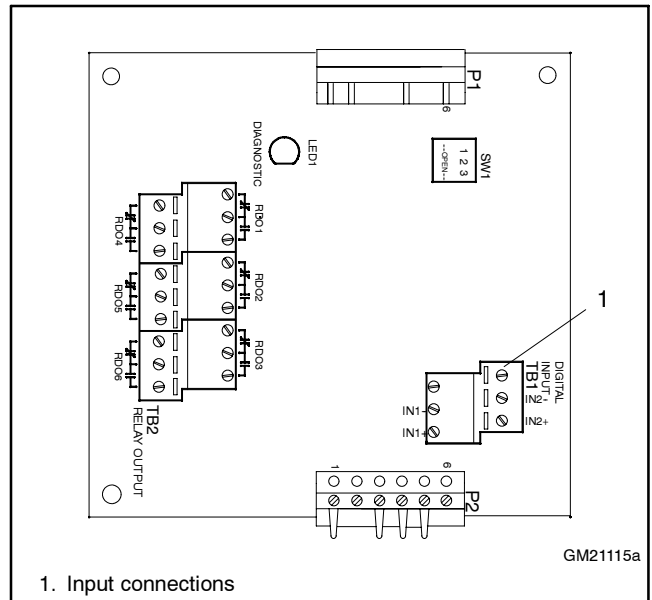 P1
6
DIAGNOSTIC
LED1
1 2 3
--OPEN--
SW1
RDO1
RDO4
RDO2
RDO5
RDO3
RDO6
TB2
RELAY OUTPUT
1
DIGITAL
INPUT
TB1
IN2-
IN2+
IN1-
IN1+
1
6
P2
GM21115a
1. Input connections